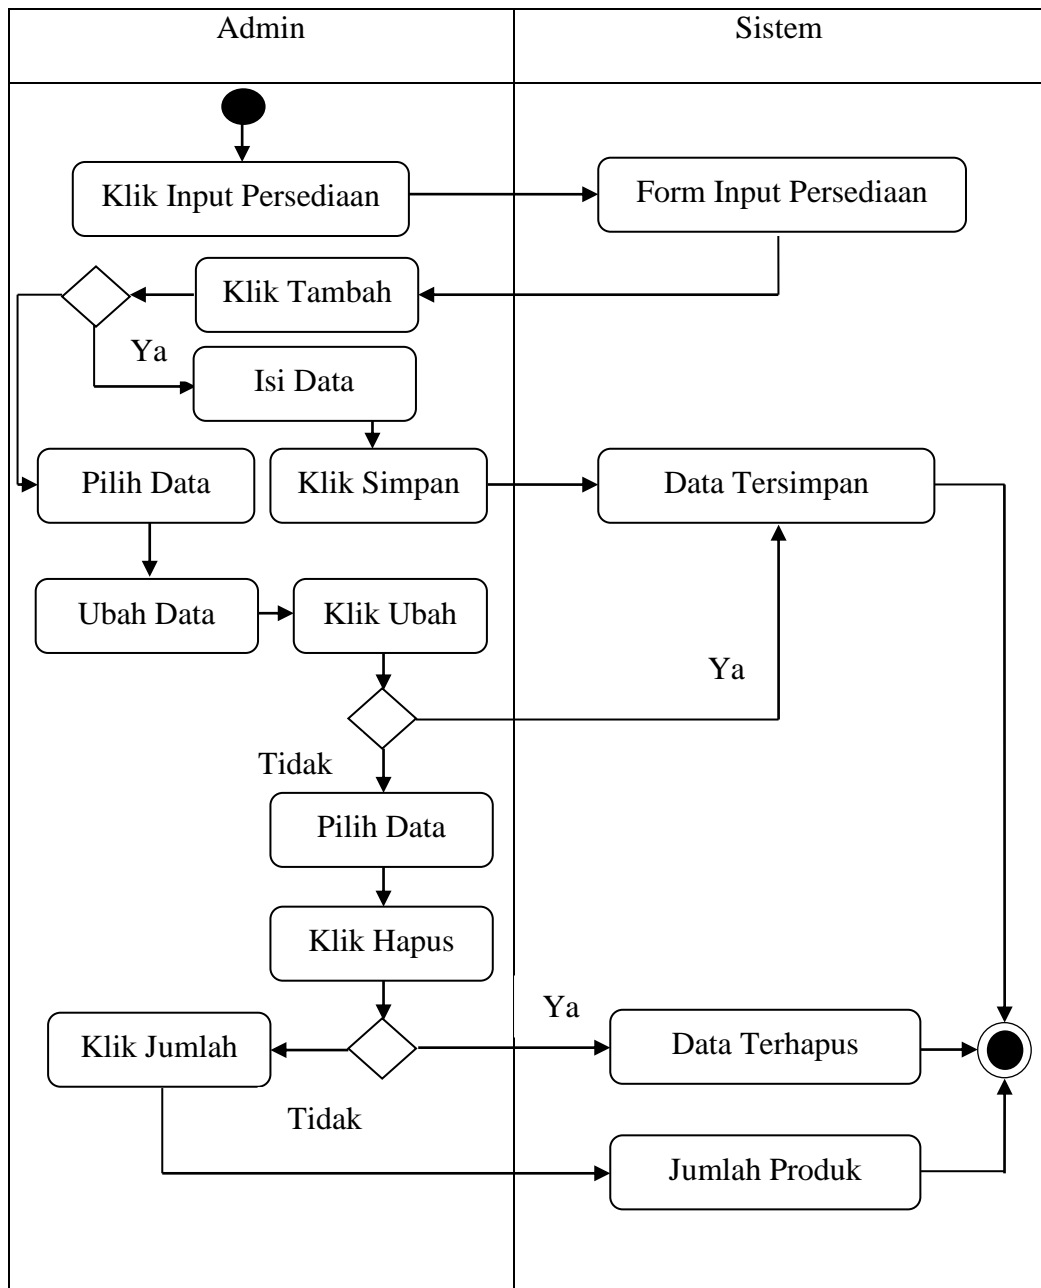 Admin
Sistem
Klik Input Persediaan
Form Input Persediaan
Klik Tambah
Ya
Isi Data
Pilih Data
Klik Simpan
Data Tersimpan
Ubah Data
Klik Ubah
Ya
Tidak
Pilih Data
Klik Hapus
Ya
Klik Jumlah
Data Terhapus
Tidak
Jumlah Produk